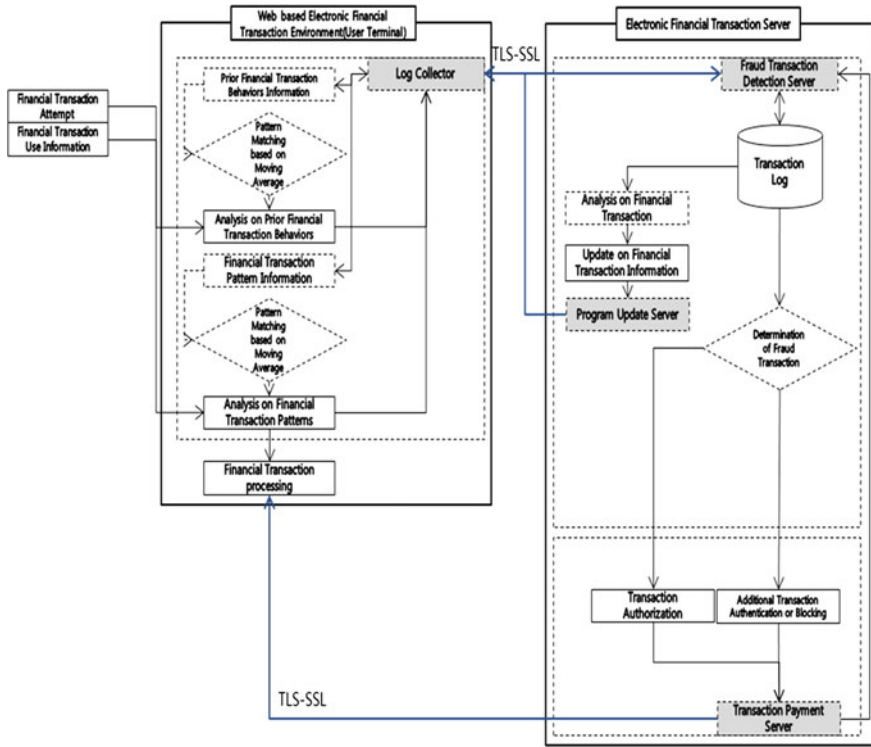 Web based Electronic Financial
Transaction Environment(User Terminal)
Electronic Financial Transaction Server
TLS-SSL
Prior Financial Transaction
Behaviors Information
Log Collector
Fraud Transaction
Detection Server
Financial Transaction
Attempt
Financial Transaction
Use Information
Pattern
Matching
based on
Moving
Average
Transaction
Log
Analysis on Financial
Transaction
Analysis on Prior Financial
Transaction Behaviors
Update on Financial
Transaction Information
Financial Transaction
Pattern Information
Program Update Server
Pattern
Matching
based on
Moving
Average
Determination
of Fraud
Transaction
Analysis on Financial
Transaction Patterns
Financial Transaction
processing
Transaction
Authorization
Additional Transaction
Authentication or Blocking
TLS-SSL
Transaction Payment
Server